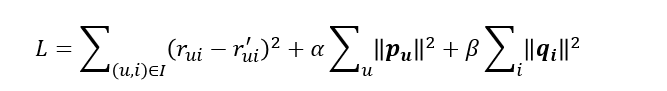 L = ∑_{(u,i)∈I} (r_{ui} − r'_{ui})² + α ∑_u ‖p_u‖² + β ∑_i ‖q_i‖²